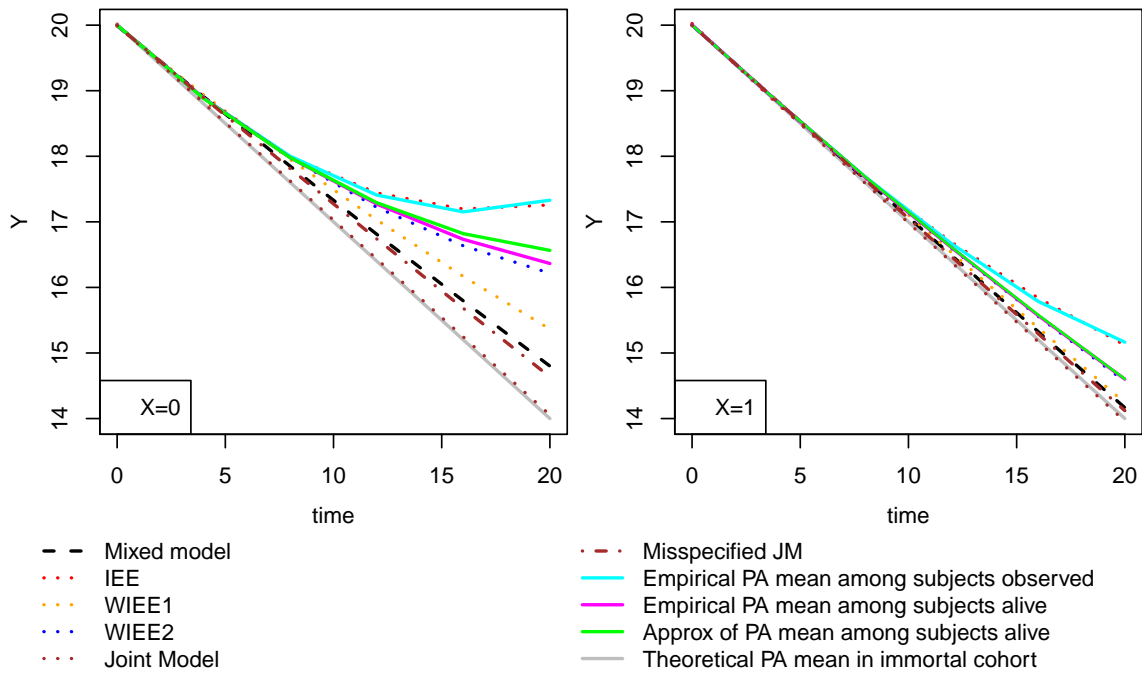 20
19
18
17
16
15
14
Y
X=0
0 5 10 15 20
time
20
19
18
17
16
15
14
Y
X=1
0 5 10 15 20
time
Mixed model
IEE
WIEE1
WIEE2
Joint Model
Misspecified JM
Empirical PA mean among subjects observed
Empirical PA mean among subjects alive
Approx of PA mean among subjects alive
Theoretical PA mean in immortal cohort